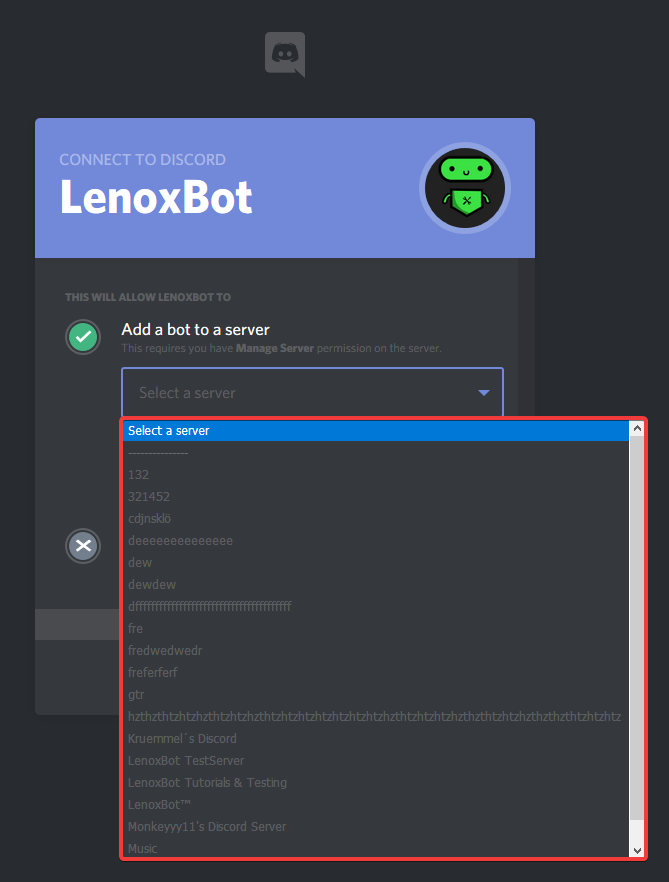 CONNECT TO DISCORD
LenoxBot
THIS WILL ALLOW LENOXBOT TO
Add a bot to a server
This requires you have Manage Server permission on the server.
Select a server
Select a server
---------------
132
321452
cdjnsklö
deeeeeeeeeeeeee
dew
dewdew
fre
fredwedwedr
freferferf
gtr
Kruemmel´s Discord
LenoxBot TestServer
LenoxBot Tutorials & Testing
LenoxBot™
Monkeyyy11's Discord Server
Music